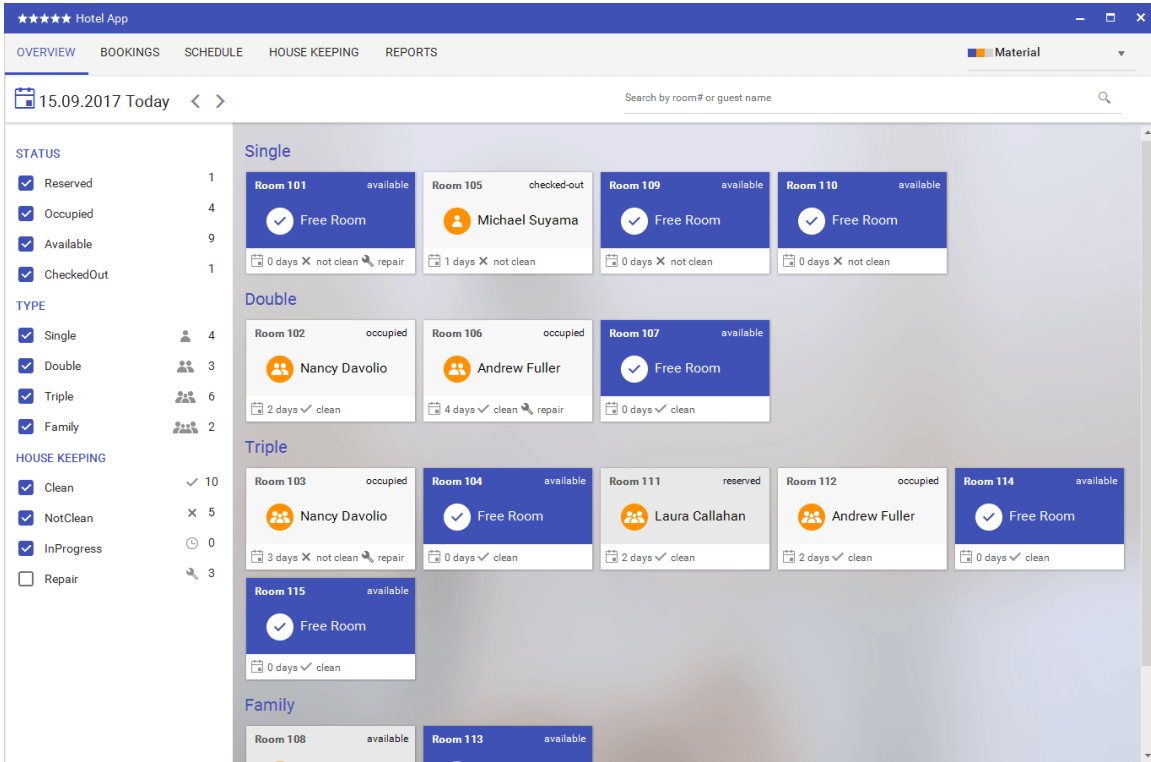 ★★★★★ Hotel App
OVERVIEW BOOKINGS SCHEDULE HOUSE KEEPING REPORTS Material
15.09.2017 Today
Search by room# or guest name
STATUS
Reserved 1
Occupied 4
Available 9
CheckedOut 1
TYPE
Single 4
Double 3
Triple 6
Family 2
HOUSE KEEPING
Clean 10
NotClean 5
InProgress 0
Repair 3
Single
Room 101 available
Free Room
0 days not clean repair
Room 105 checked-out
Michael Suyama
1 days not clean
Room 109 available
Free Room
0 days not clean
Room 110 available
Free Room
0 days not clean
Double
Room 102 occupied
Nancy Davolio
2 days clean
Room 106 occupied
Andrew Fuller
4 days clean repair
Room 107 available
Free Room
0 days clean
Triple
Room 103 occupied
Nancy Davolio
3 days not clean repair
Room 104 available
Free Room
0 days clean
Room 111 reserved
Laura Callahan
2 days clean
Room 112 occupied
Andrew Fuller
2 days clean
Room 114 available
Free Room
0 days clean
Room 115 available
Free Room
0 days clean
Family
Room 108 available
Room 113 available